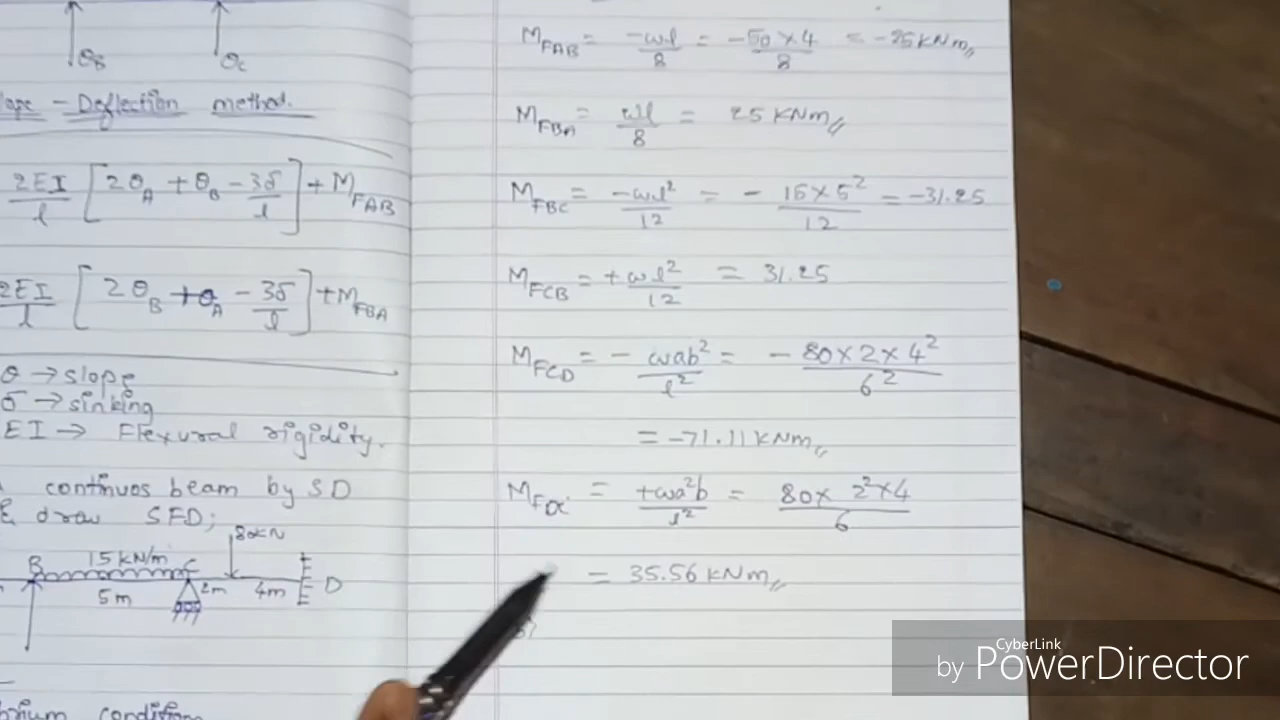 θB θC
lope – Deflection method.
2EI/l [2θA + θB – 3δ/l] + MFAB
2EI/l [2θB + θA – 3δ/l] + MFBA
θ → slope
δ → sinking
EI → Flexural rigidity.
continuos beam by SD
& draw SFD;
80KN
B 15 KN/m C
5m 2m 4m D
brium condition
MFAB = -wl/8 = -50×4/8 = -25KNm
MFBA = wl/8 = 25 KNm
MFBC = -wl²/12 = - 15×5²/12 = -31.25
MFCB = +wl²/12 = 31.25
MFCD = - wab²/l² = - 80×2×4²/6²
= -71.11 KNm
MFDC = +wa²b/l² = 80× 2²×4/6
= 35.56 KNm
CyberLink
by PowerDirector